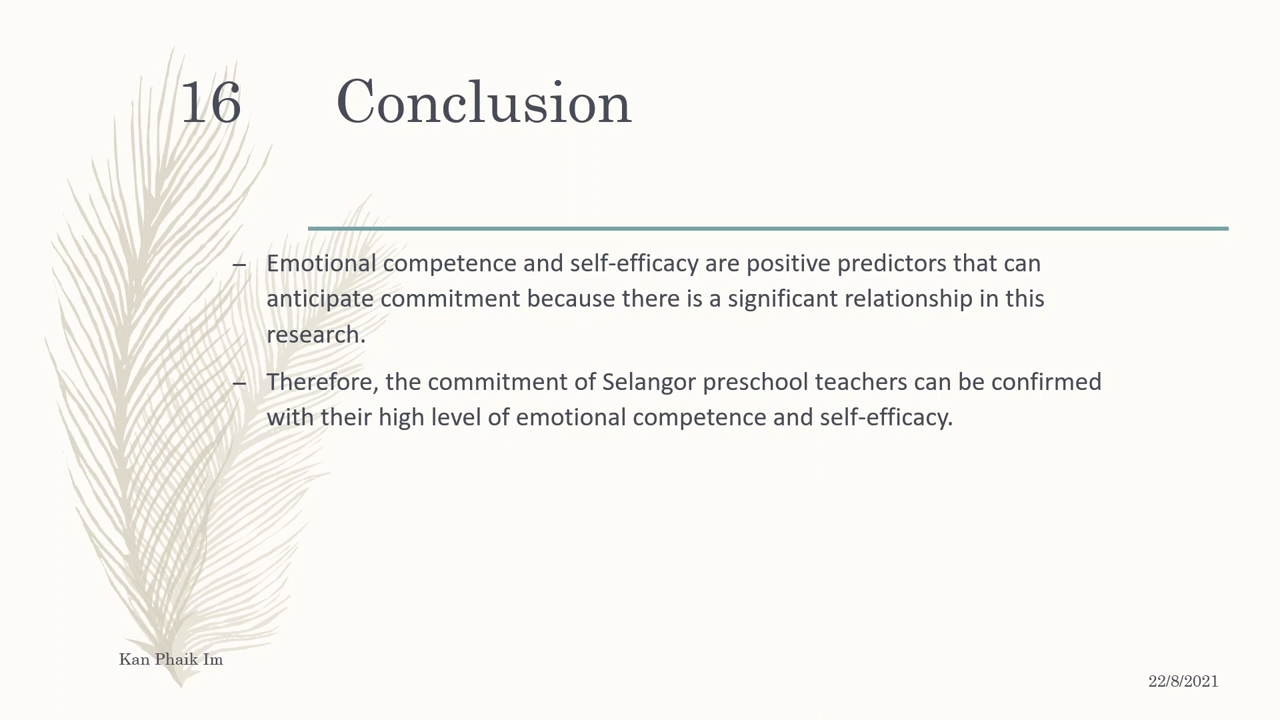 16 Conclusion
– Emotional competence and self-efficacy are positive predictors that can
anticipate commitment because there is a significant relationship in this
research.
– Therefore, the commitment of Selangor preschool teachers can be confirmed
with their high level of emotional competence and self-efficacy.
Kan Phaik Im
22/8/2021